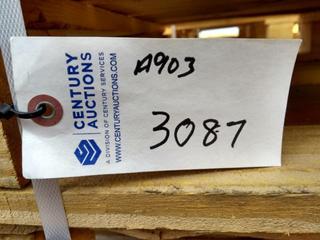 A903
3087
CENTURY
AUCTIONS
A DIVISION OF CENTURY SERVICES
WWW.CENTURYAUCTIONS.COM